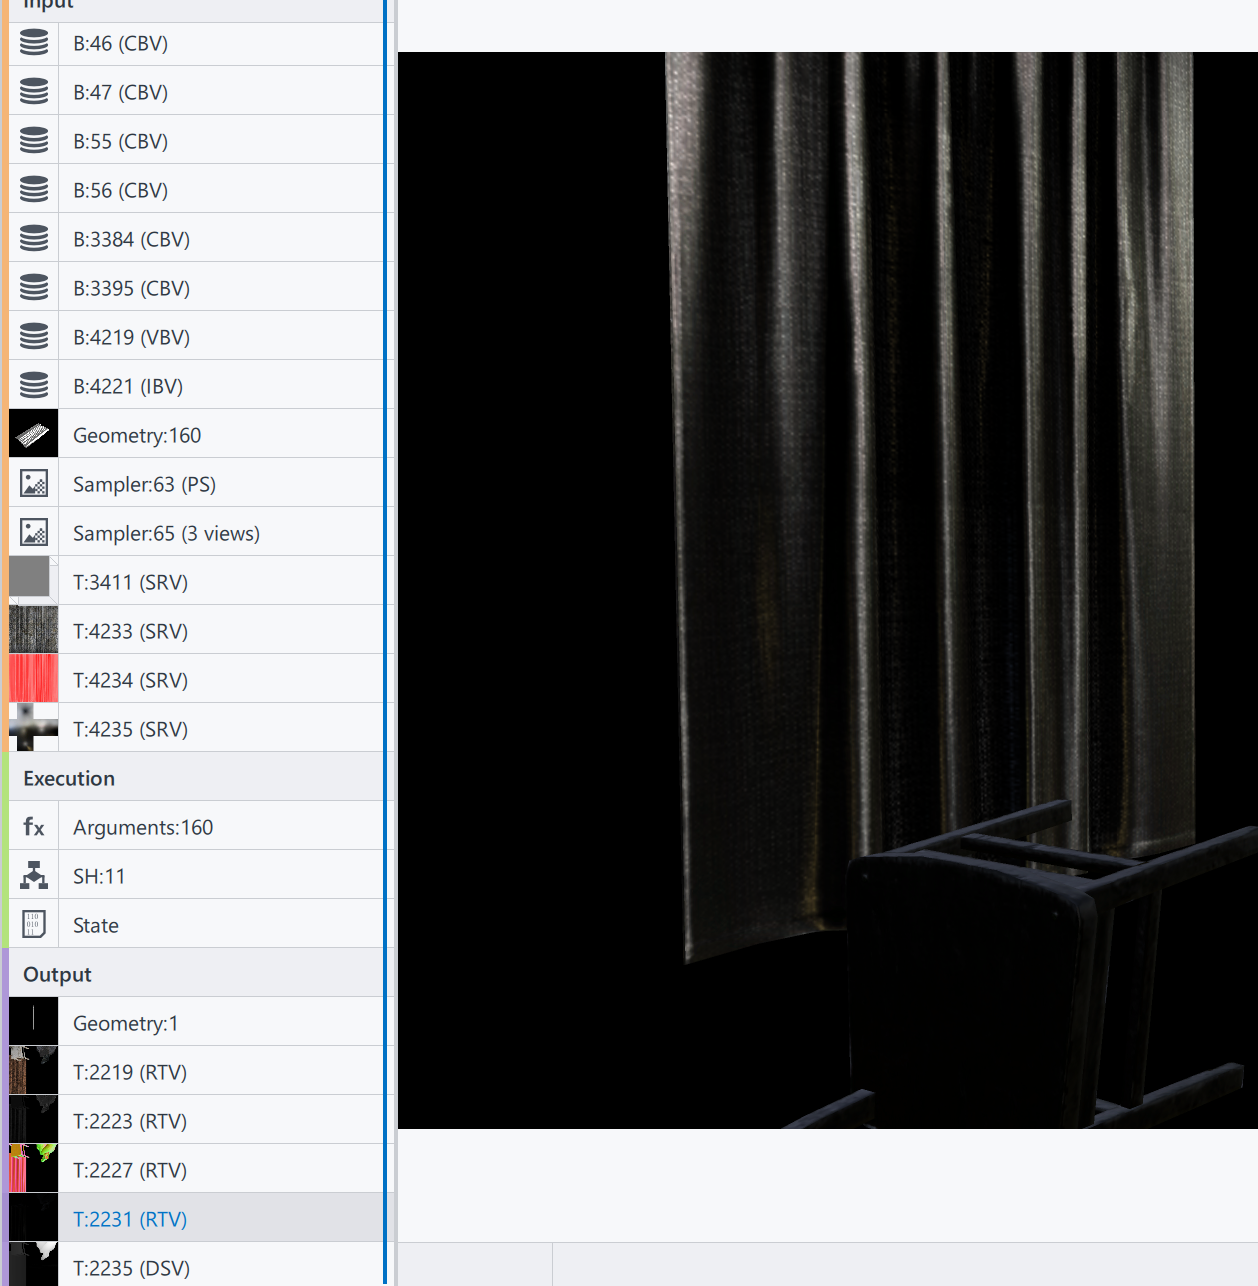 Input
B:46 (CBV)
B:47 (CBV)
B:55 (CBV)
B:56 (CBV)
B:3384 (CBV)
B:3395 (CBV)
B:4219 (VBV)
B:4221 (IBV)
Geometry:160
Sampler:63 (PS)
Sampler:65 (3 views)
T:3411 (SRV)
T:4233 (SRV)
T:4234 (SRV)
T:4235 (SRV)
Execution
fx Arguments:160
SH:11
State
Output
Geometry:1
T:2219 (RTV)
T:2223 (RTV)
T:2227 (RTV)
T:2231 (RTV)
T:2235 (DSV)